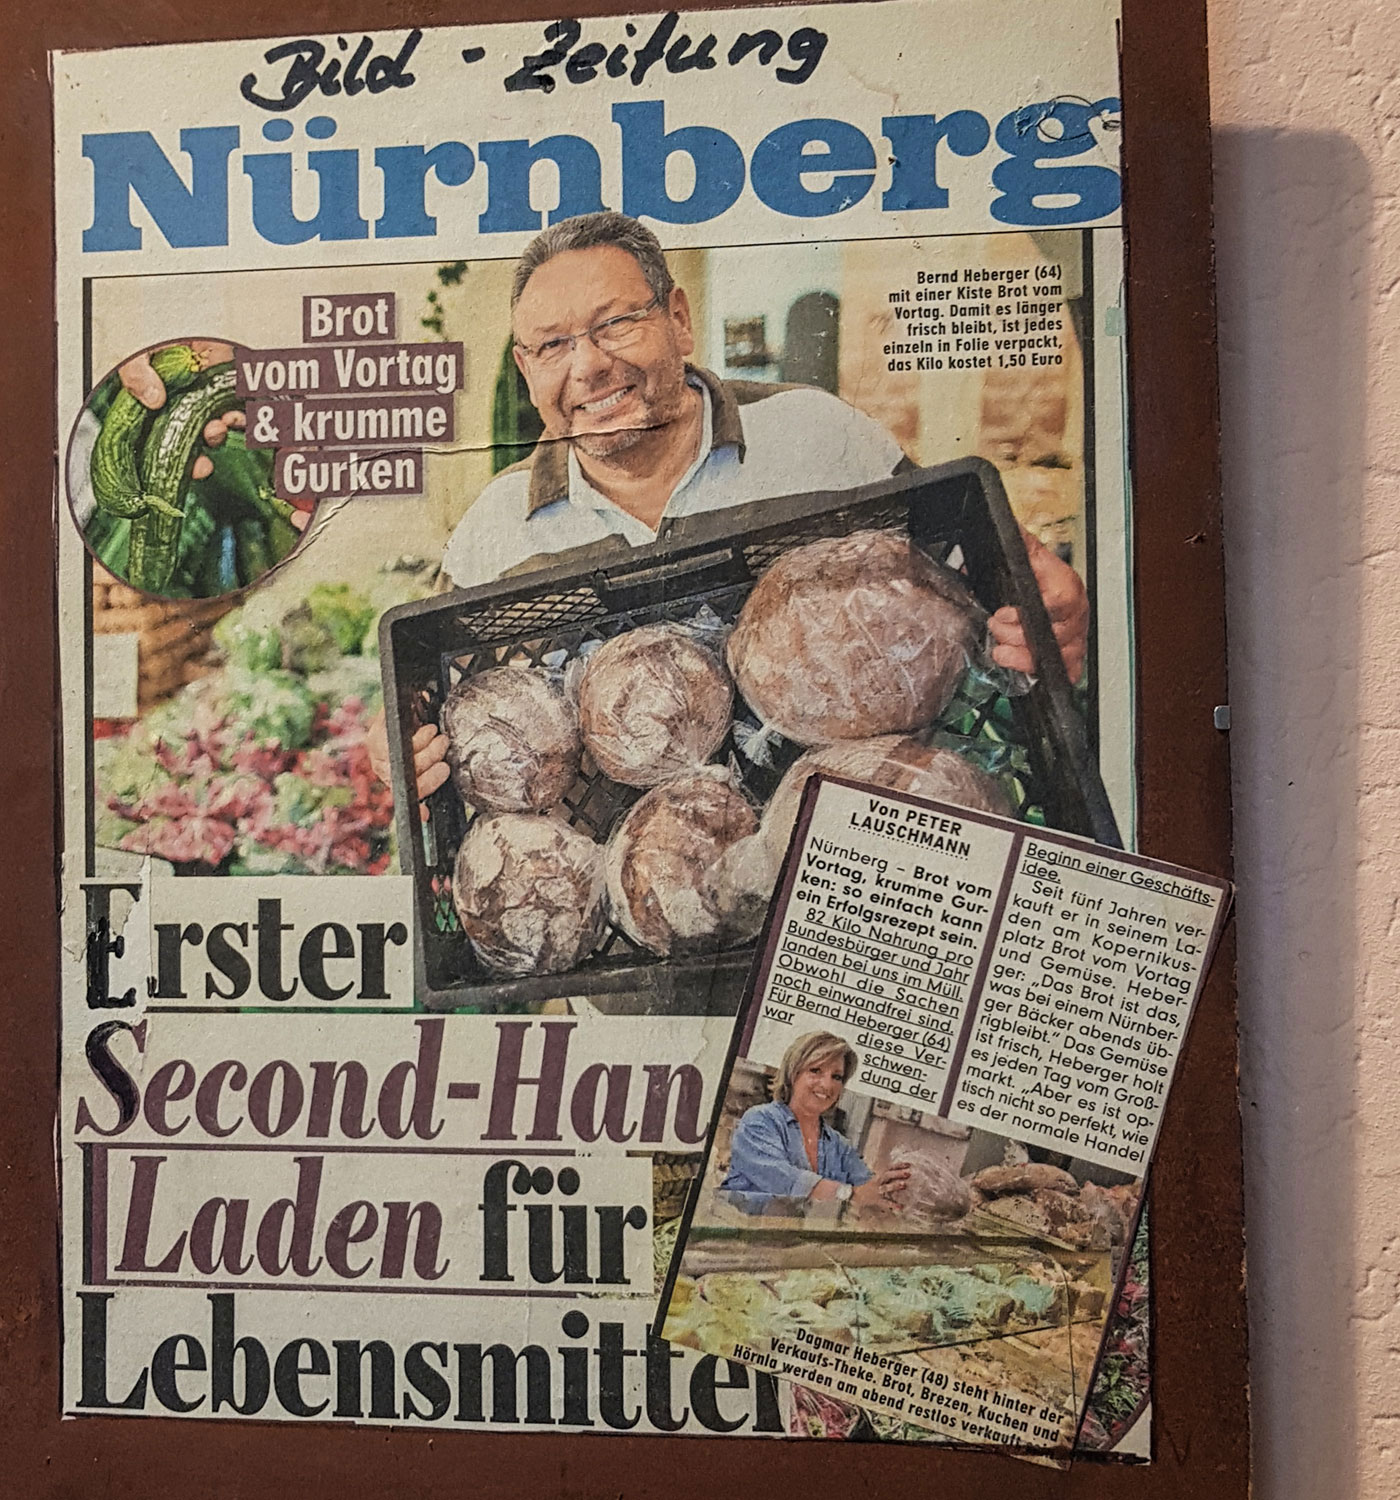 Bild - Zeitung
Nürnberg
Brot
vom Vortag
& krumme
Gurken
Bernd Heberger (64)
mit einer Kiste Brot vom
Vortag. Damit es länger
frisch bleibt, ist jedes
einzeln in Folie verpackt,
das Kilo kostet 1,50 Euro
Erster
Second-Han
Laden für
Lebensmittel
Von PETER
LAUSCHMANN
Nürnberg – Brot vom
Vortag, krumme Gur-
ken: so einfach kann
ein Erfolgsrezept sein.
82 Kilo Nahrung pro
Bundesbürger und Jahr
landen bei uns im Müll.
Obwohl die Sachen
noch einwandfrei sind.
Für Bernd Heberger (64)
war
diese Ver-
schwen-
dung der
Beginn einer Geschäfts-
idee.
Seit fünf Jahren ver-
kauft er in seinem La-
den am Kopernikus-
platz Brot vom Vortag
und Gemüse. Heber-
ger: „Das Brot ist das,
was bei einem Nürnber-
ger Bäcker abends üb-
rigbleibt." Das Gemüse
ist frisch, Heberger holt
es jeden Tag vom Groß-
markt. „Aber es ist op-
tisch nicht so perfekt, wie
es der normale Handel
Dagmar Heberger (48) steht hinter der
Verkaufs-Theke. Brot, Brezen, Kuchen und
Hörnla werden am abend restlos verkauft sein